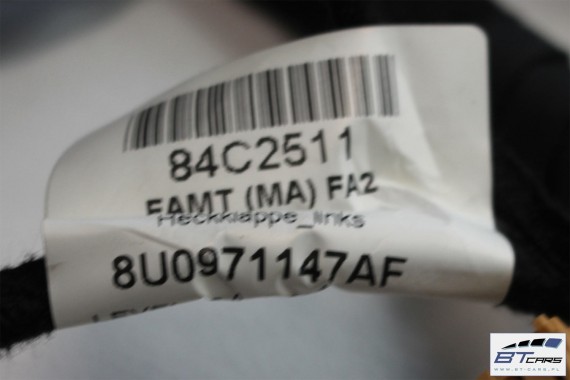 84C2511
FAMT (MA) FA2
Heckklappe_links
8U0971147AF
BT CARS
WWW.BT-CARS.PL